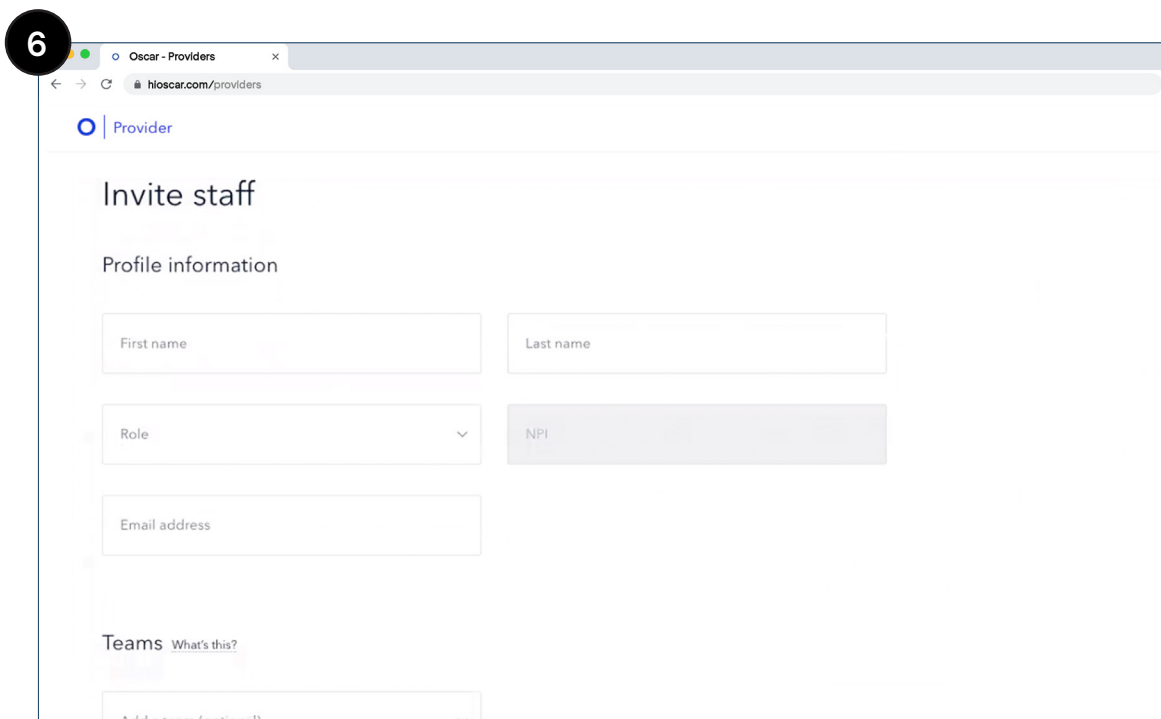 6
Oscar - Providers
hioscar.com/providers
Provider
Invite staff
Profile information
First name Last name
Role NPI
Email address
Teams What's this?